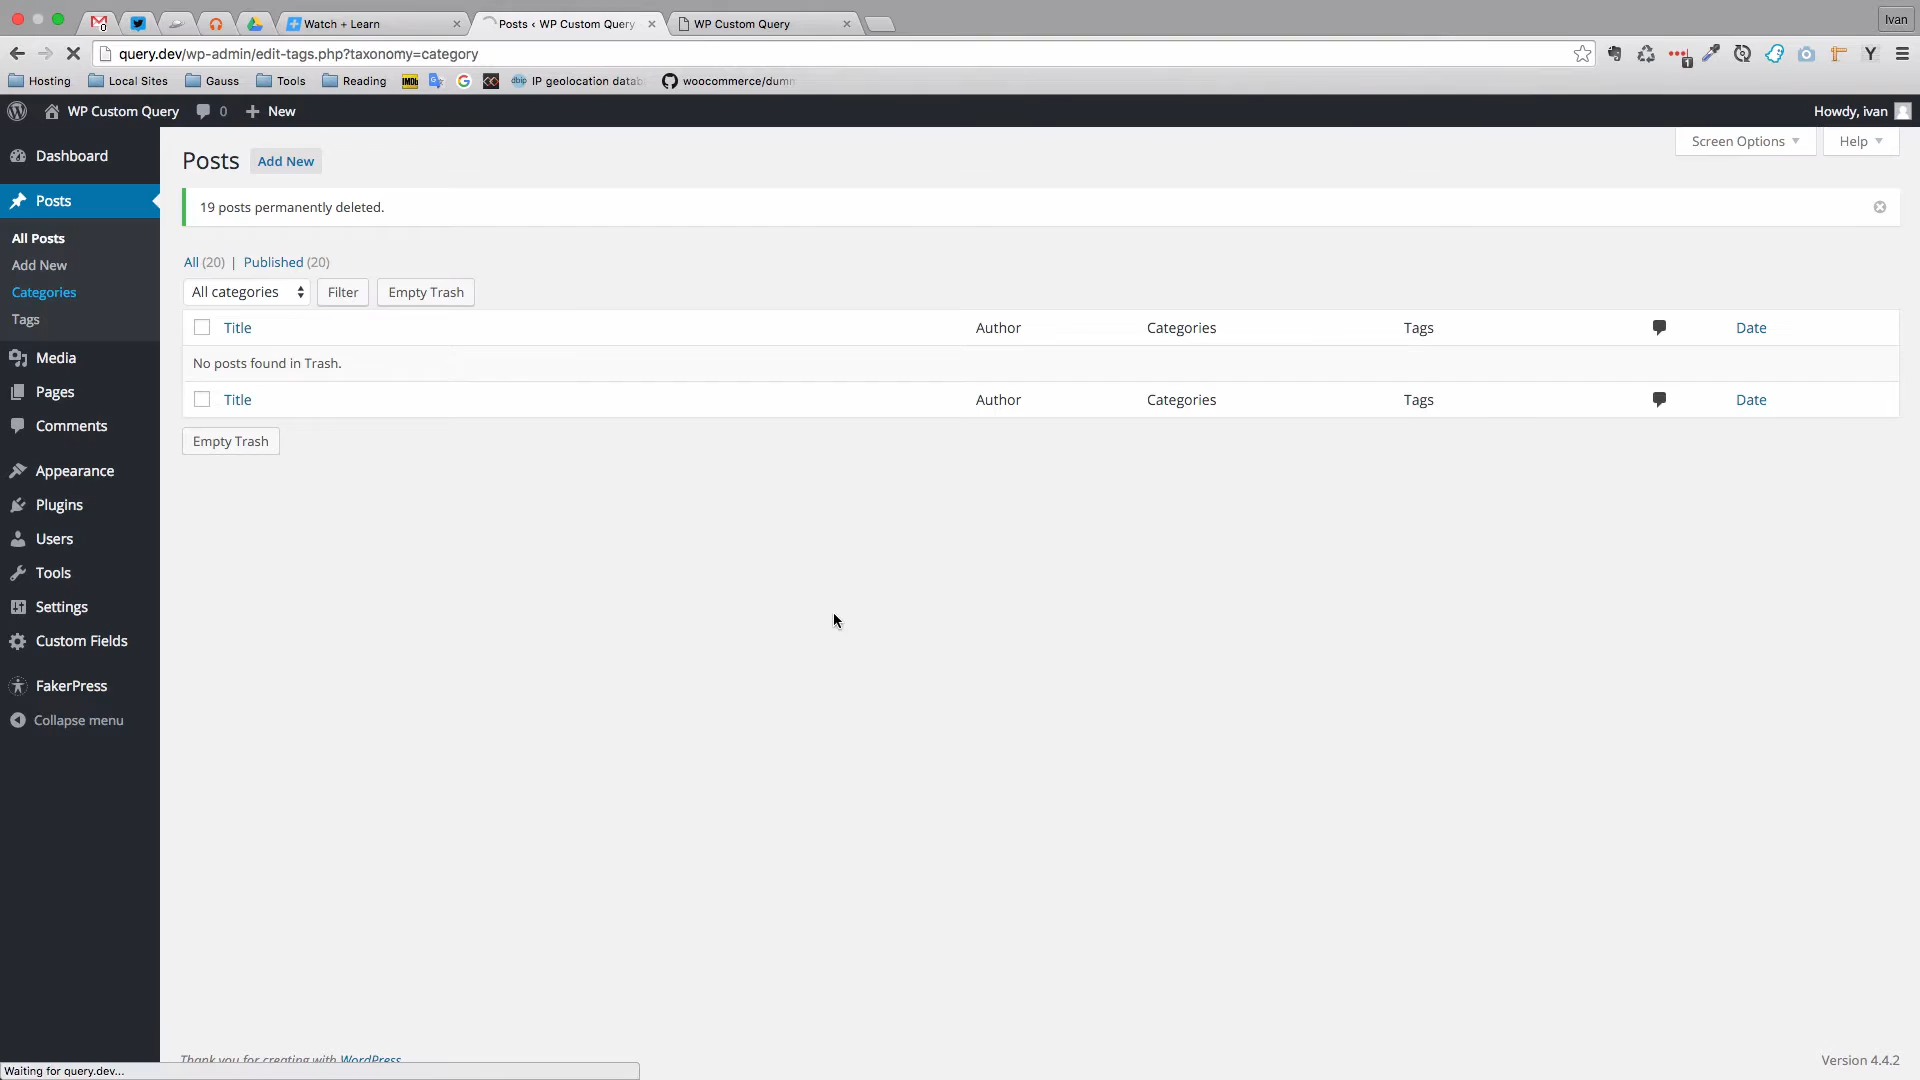 Watch + Learn
Posts ‹ WP Custom Query
WP Custom Query
Ivan
query.dev/wp-admin/edit-tags.php?taxonomy=category
Hosting
Local Sites
Gauss
Tools
Reading
IMDb
IP geolocation datab
woocommerce/dumm
WP Custom Query
0
New
Howdy, ivan
Dashboard
Posts
All Posts
Add New
Categories
Tags
Media
Pages
Comments
Appearance
Plugins
Users
Tools
Settings
Custom Fields
FakerPress
Collapse menu
Posts
Add New
Screen Options
Help
19 posts permanently deleted.
All (20) | Published (20)
All categories
Filter
Empty Trash
Title
Author
Categories
Tags
Date
No posts found in Trash.
Title
Author
Categories
Tags
Date
Empty Trash
Thank you for creating with WordPress
Version 4.4.2
Waiting for query.dev...